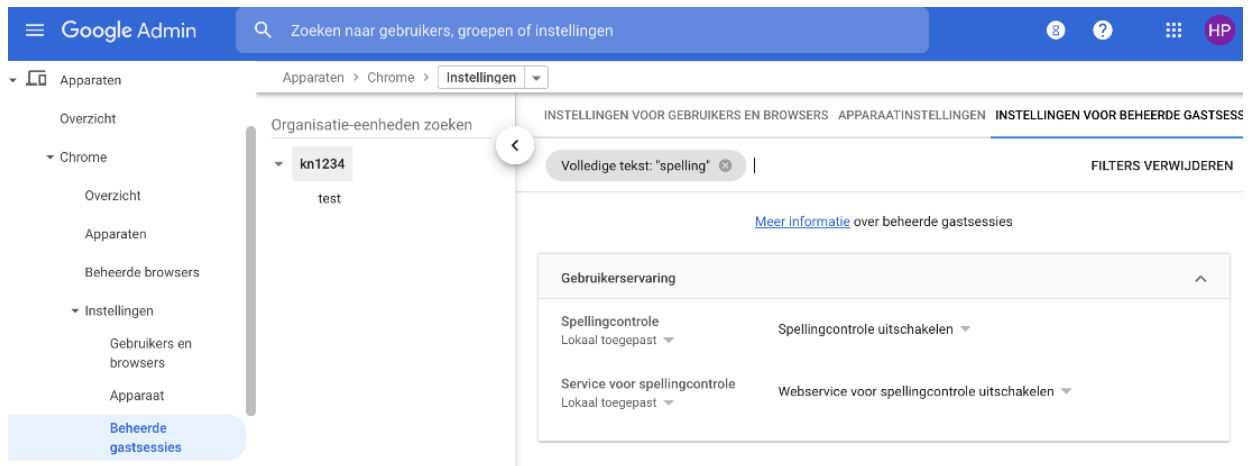 Google Admin
Zoeken naar gebruikers, groepen of instellingen
HP
Apparaten
Overzicht
Chrome
Overzicht
Apparaten
Beheerde browsers
Instellingen
Gebruikers en
browsers
Apparaat
Beheerde
gastsessies
Apparaten > Chrome > Instellingen
Organisatie-eenheden zoeken
kn1234
test
INSTELLINGEN VOOR GEBRUIKERS EN BROWSERS APPARAATINSTELLINGEN INSTELLINGEN VOOR BEHEERDE GASTSESS
Volledige tekst: "spelling"
FILTERS VERWIJDEREN
Meer informatie over beheerde gastsessies
Gebruikerservaring
Spellingcontrole
Lokaal toegepast
Spellingcontrole uitschakelen
Service voor spellingcontrole
Lokaal toegepast
Webservice voor spellingcontrole uitschakelen